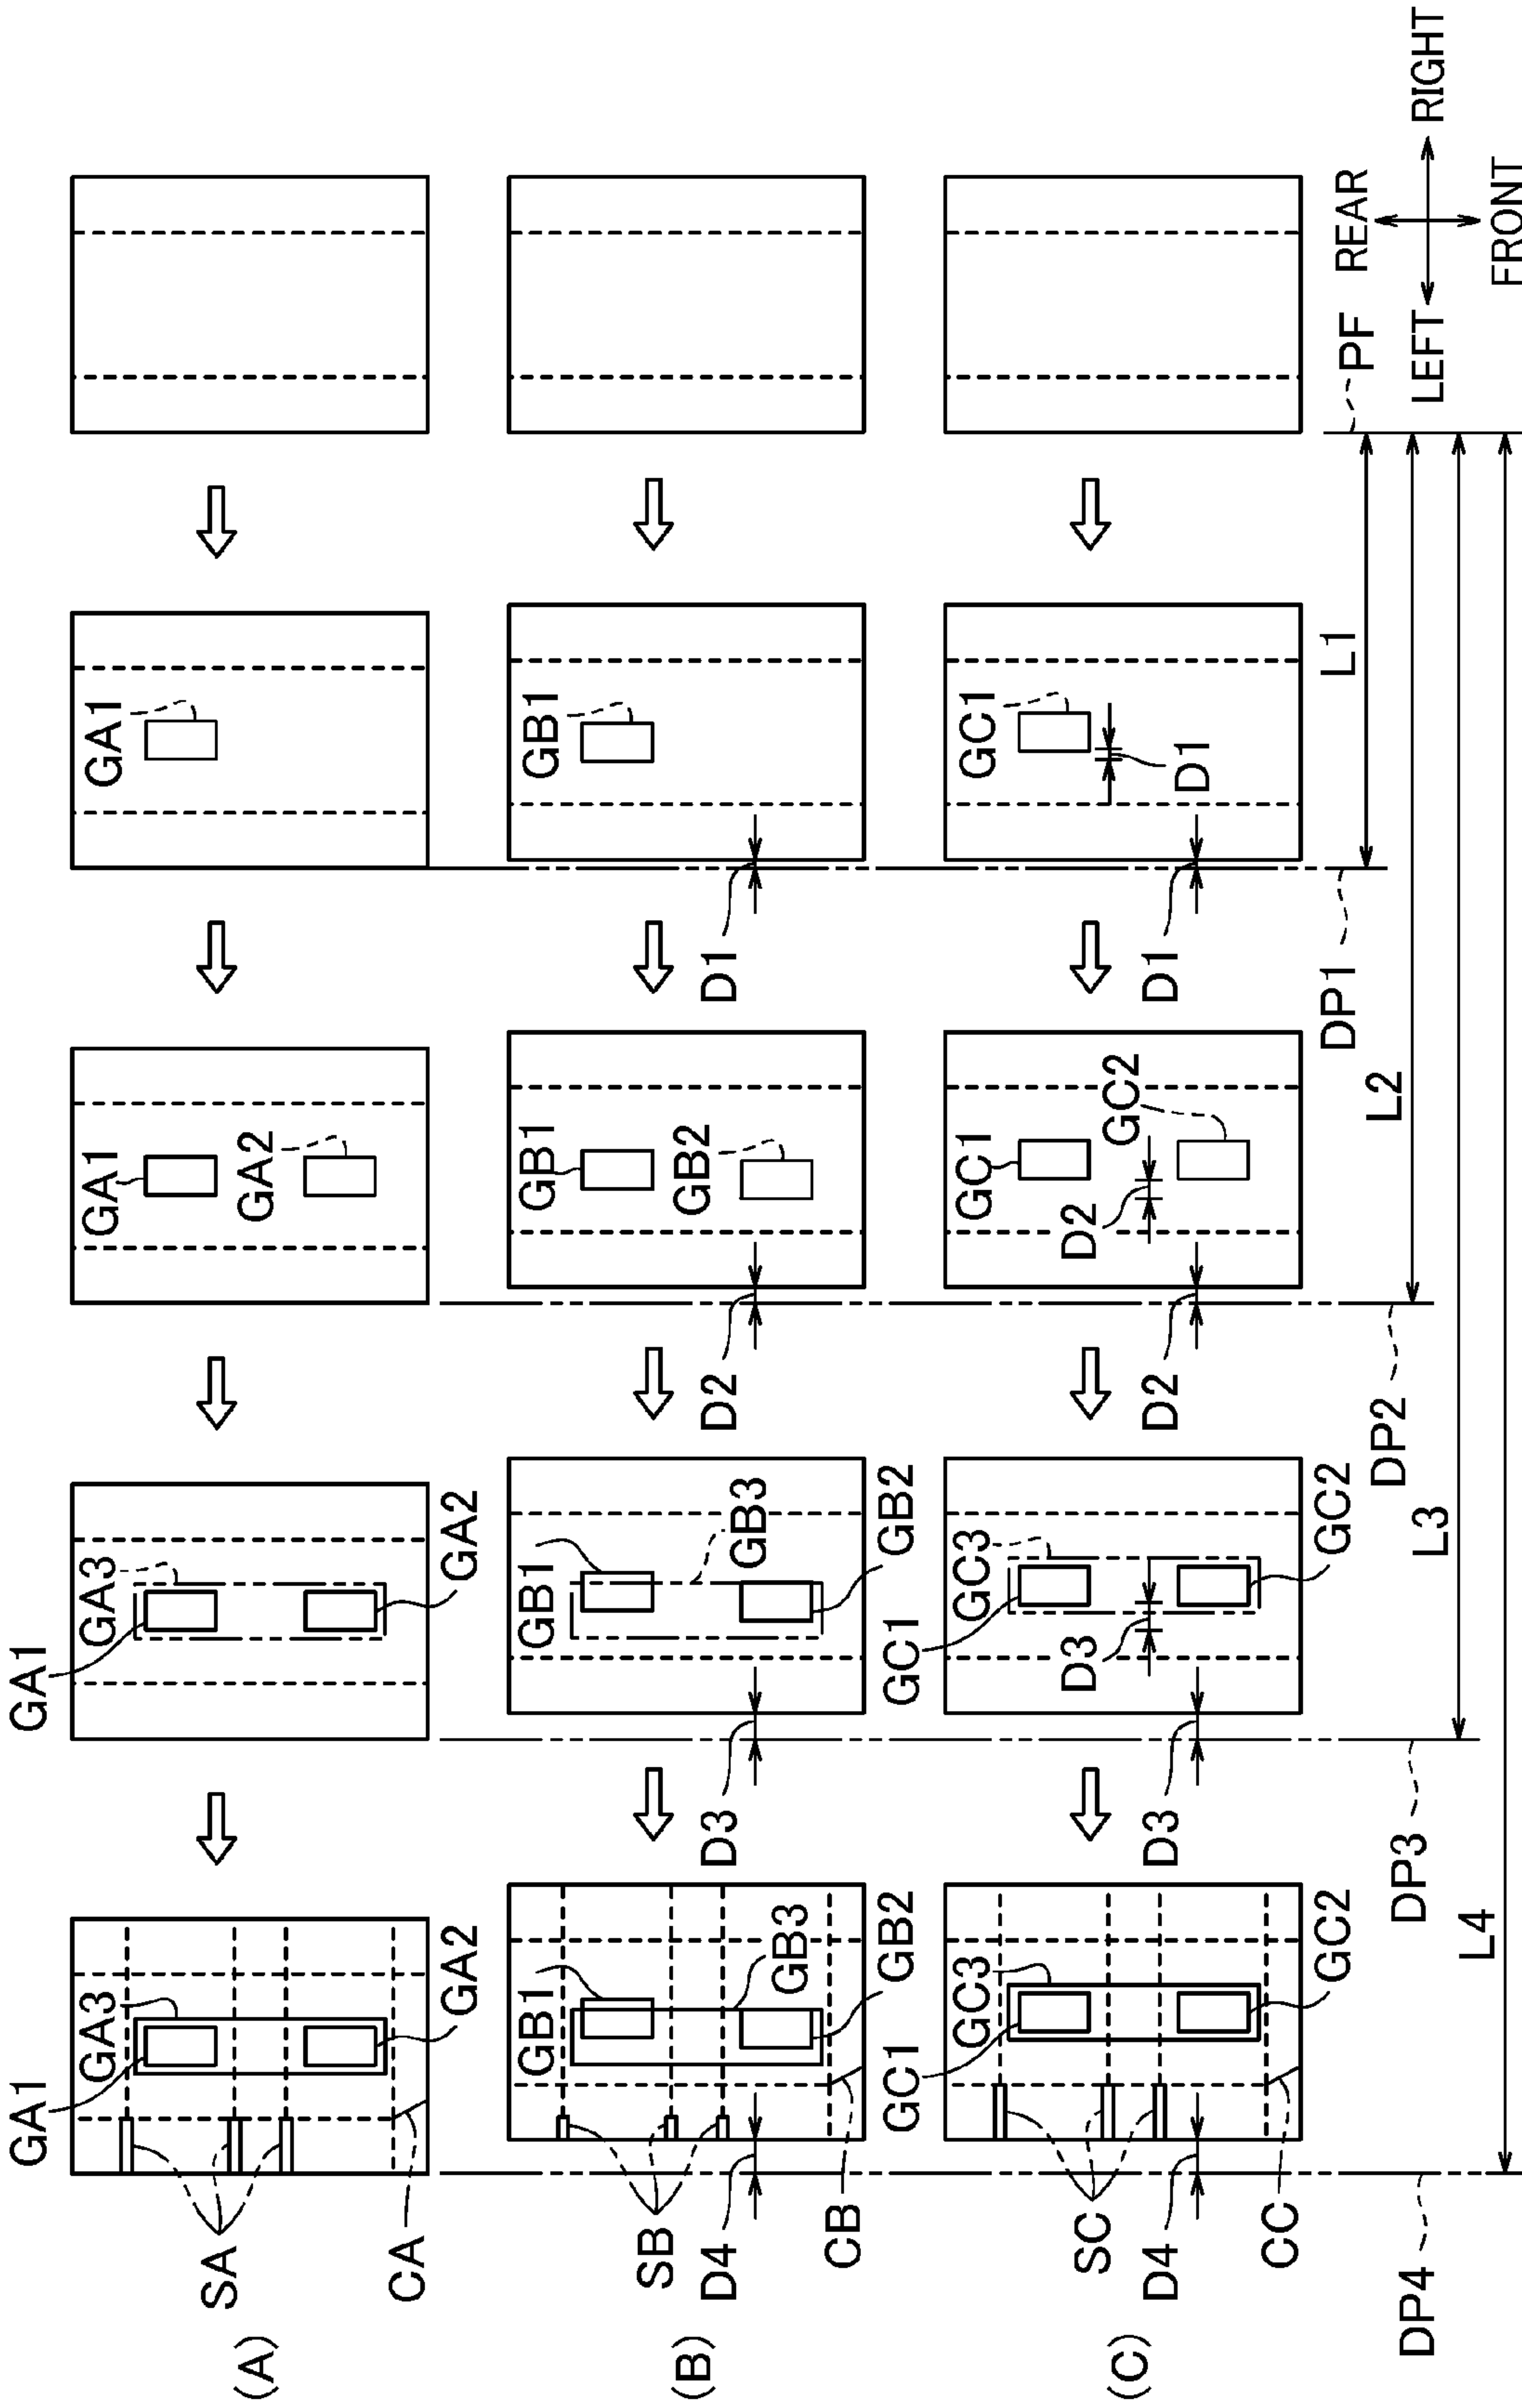 (A)
GA1
GA3
GA2
SA
CA
GA1
GA3
GA2
GA1
GA2
GA1
(B)
GB1
GB3
GB2
SB
D4
CB
GB1
GB3
GB2
D3
GB1
GB2
D2
GB1
D1
(C)
GC1
GC3
GC2
SC
D4
CC
GC1
GC3
GC2
D3
D3
GC1
GC2
D2
D2
GC1
D1
D1
DP4
DP3
DP2
DP1
PF
L1
L2
L3
L4
REAR
LEFT
RIGHT
FRONT